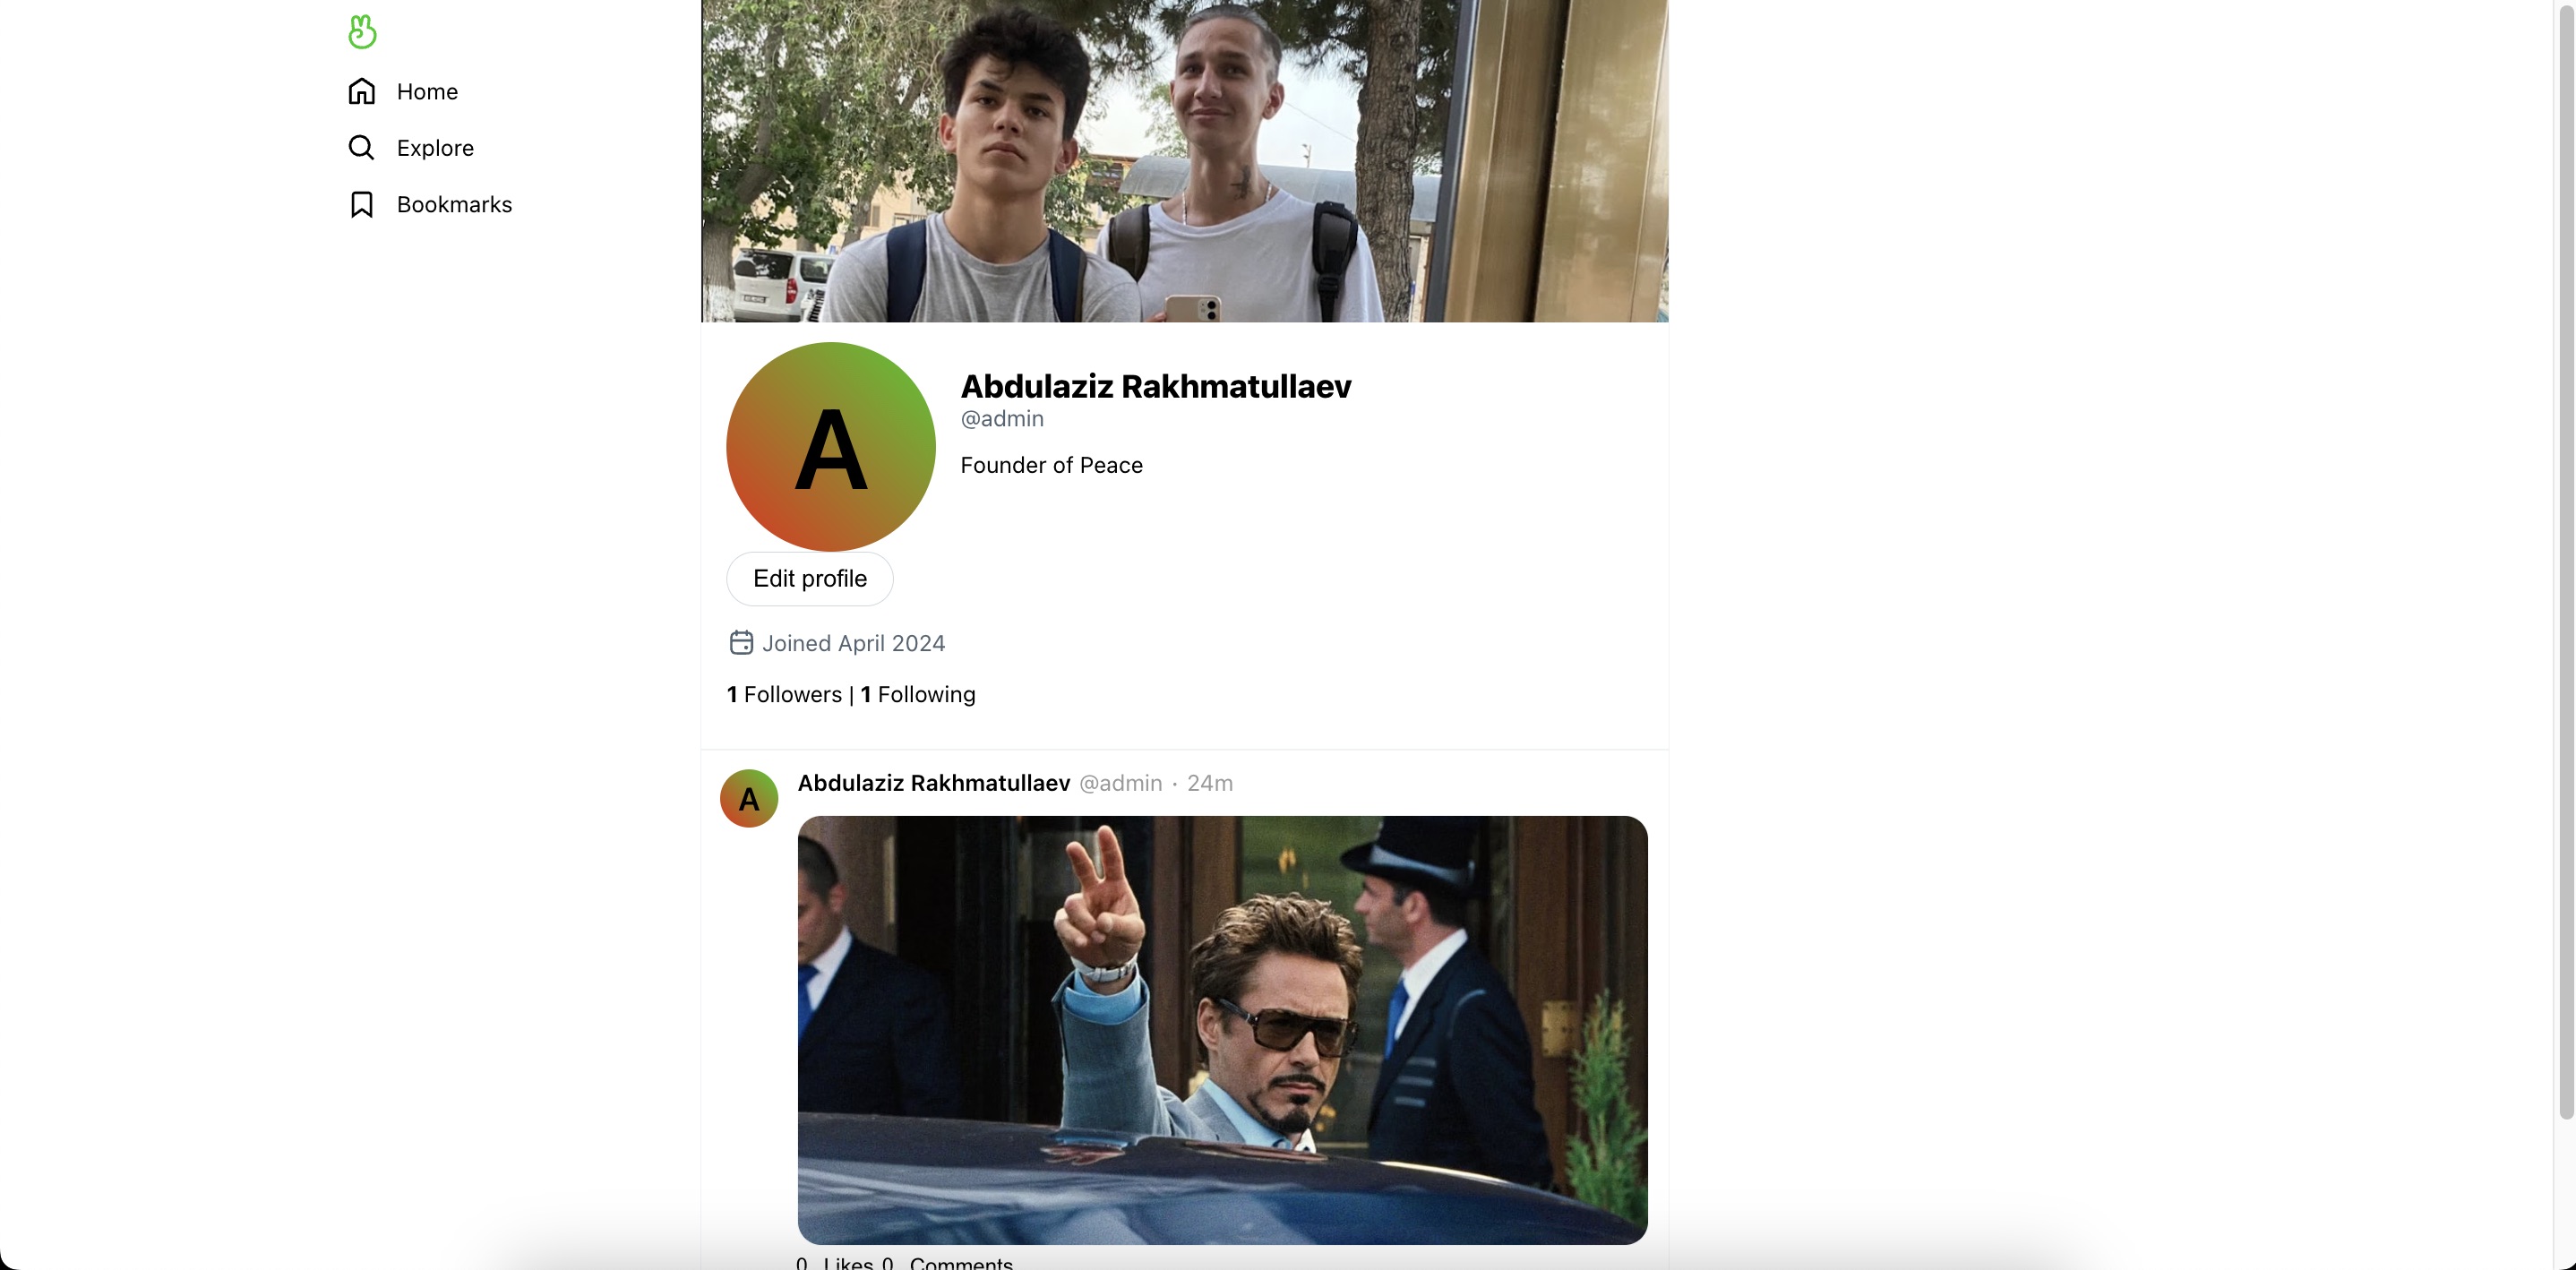 Home
Explore
Bookmarks
A
Abdulaziz Rakhmatullaev
@admin
Founder of Peace
Edit profile
Joined April 2024
1 Followers | 1 Following
A
Abdulaziz Rakhmatullaev @admin · 24m
0 Likes 0 Comments